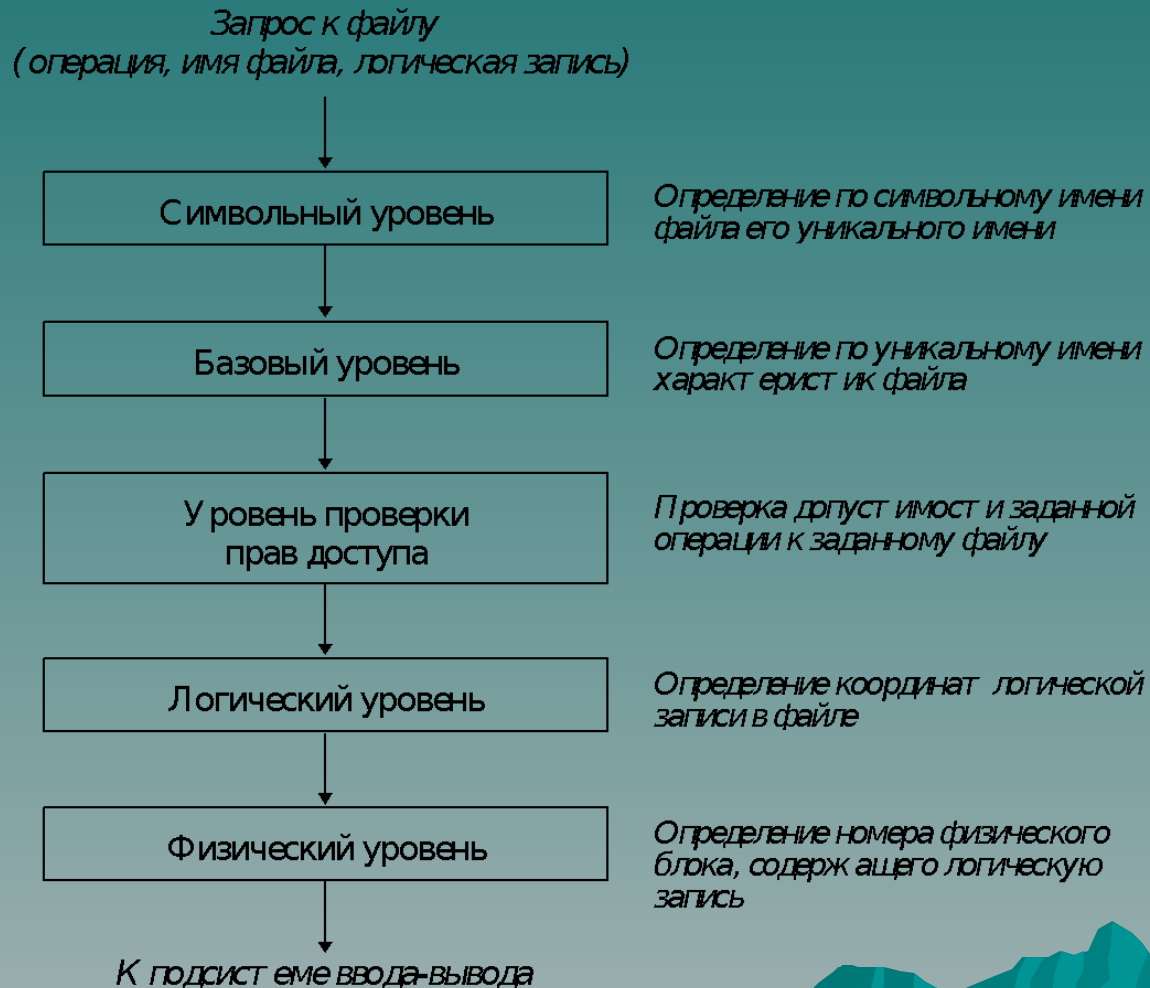 Запрос к файлу
(операция, имя файла, логическая запись)
Символьный уровень
Определение по символьному имени
файла его уникального имени
Базовый уровень
Определение по уникальному имени
характеристик файла
Уровень проверки
прав доступа
Проверка допустимости заданной
операции к заданному файлу
Логический уровень
Определение координат логической
записи в файле
Физический уровень
Определение номера физического
блока, содержащего логическую
запись
К подсистеме ввода-вывода